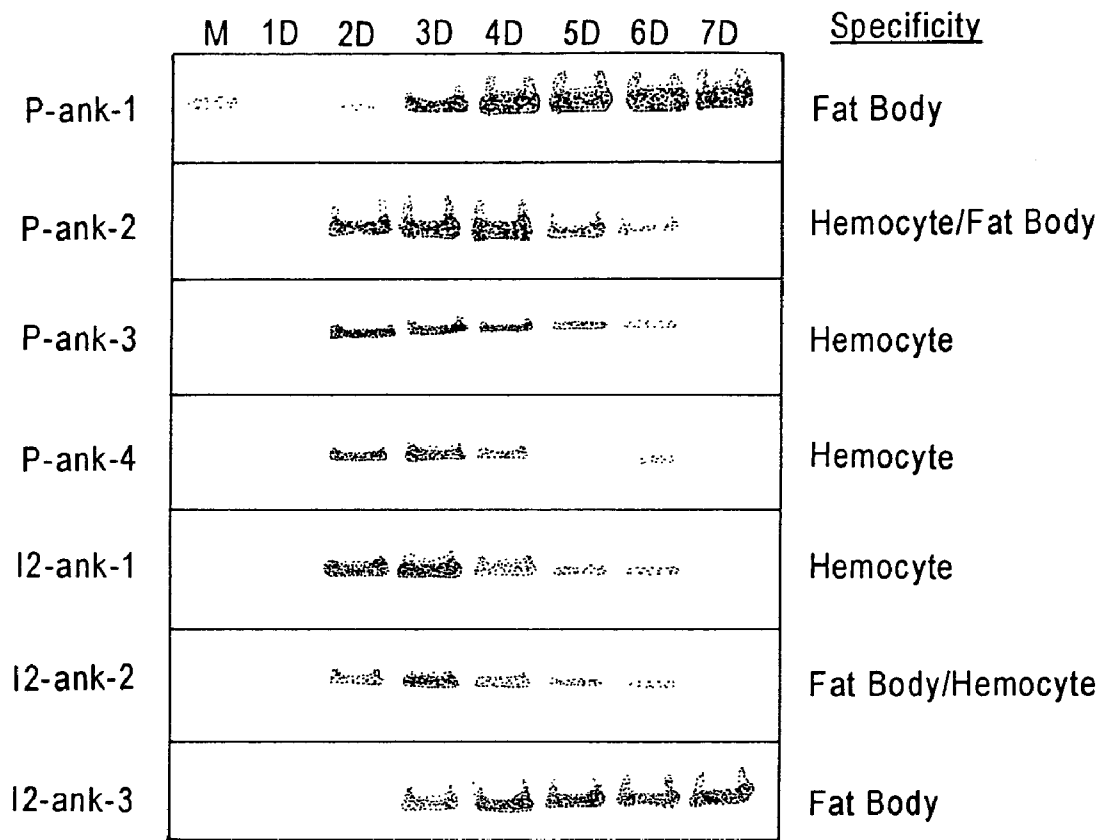 M 1D 2D 3D 4D 5D 6D 7D Specificity
P-ank-1 Fat Body
P-ank-2 Hemocyte/Fat Body
P-ank-3 Hemocyte
P-ank-4 Hemocyte
I2-ank-1 Hemocyte
I2-ank-2 Fat Body/Hemocyte
I2-ank-3 Fat Body